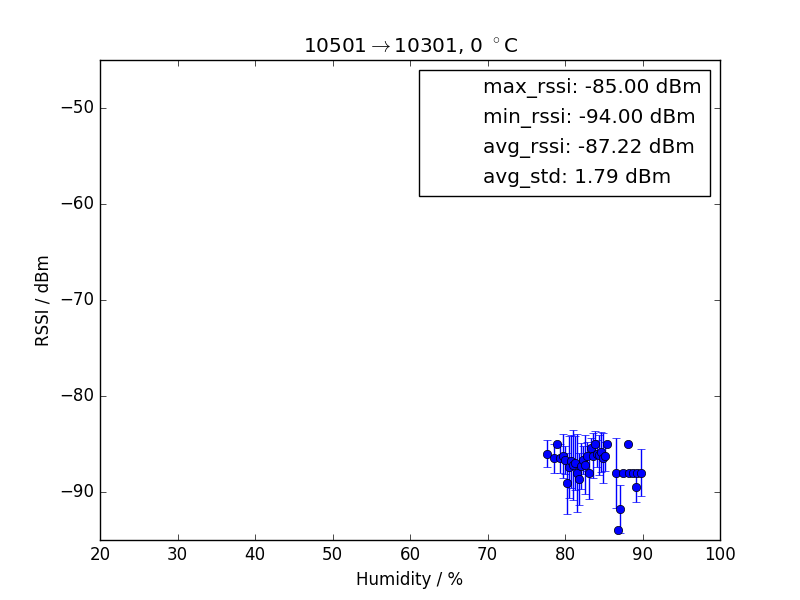 10501→10301, 0 °C
max_rssi: -85.00 dBm
min_rssi: -94.00 dBm
avg_rssi: -87.22 dBm
avg_std: 1.79 dBm
RSSI / dBm
−50
−60
−70
−80
−90
20 30 40 50 60 70 80 90 100
Humidity / %